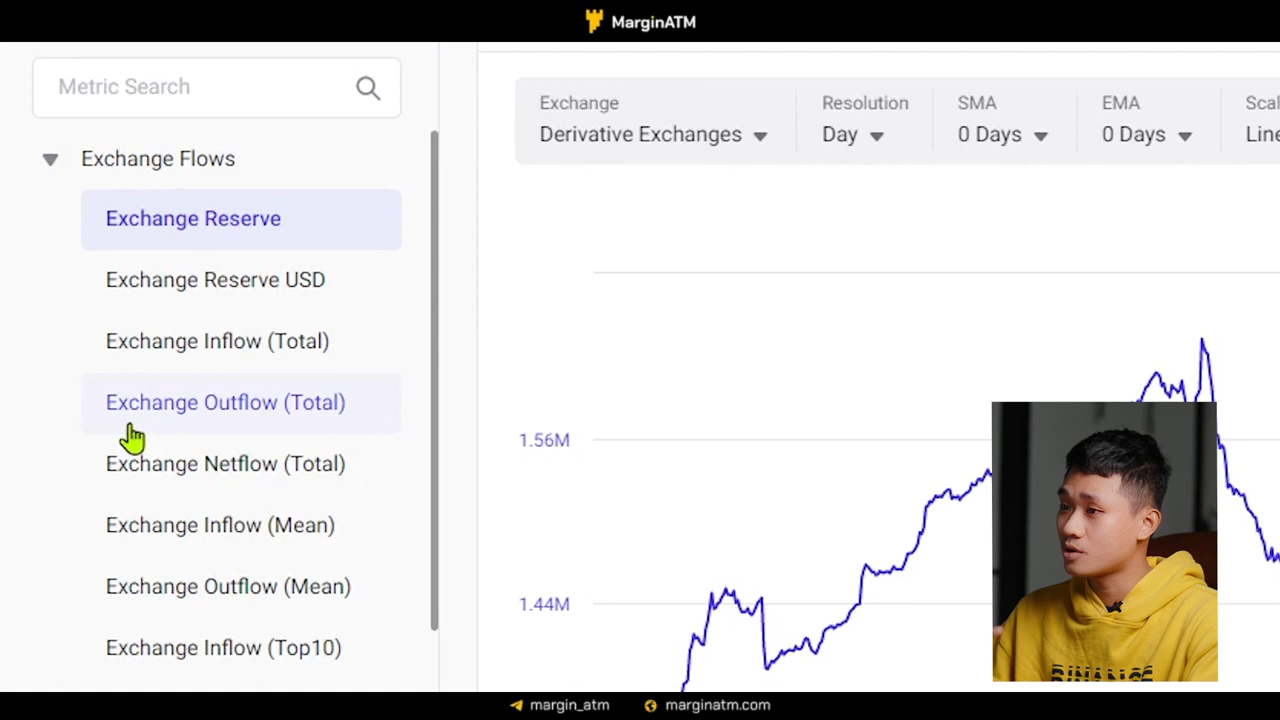 MarginATM
Metric Search
Exchange Flows
Exchange Reserve
Exchange Reserve USD
Exchange Inflow (Total)
Exchange Outflow (Total)
Exchange Netflow (Total)
Exchange Inflow (Mean)
Exchange Outflow (Mean)
Exchange Inflow (Top10)
Exchange Resolution SMA EMA
Derivative Exchanges Day 0 Days 0 Days
1.56M
1.44M
BINANCE
margin_atm marginatm.com